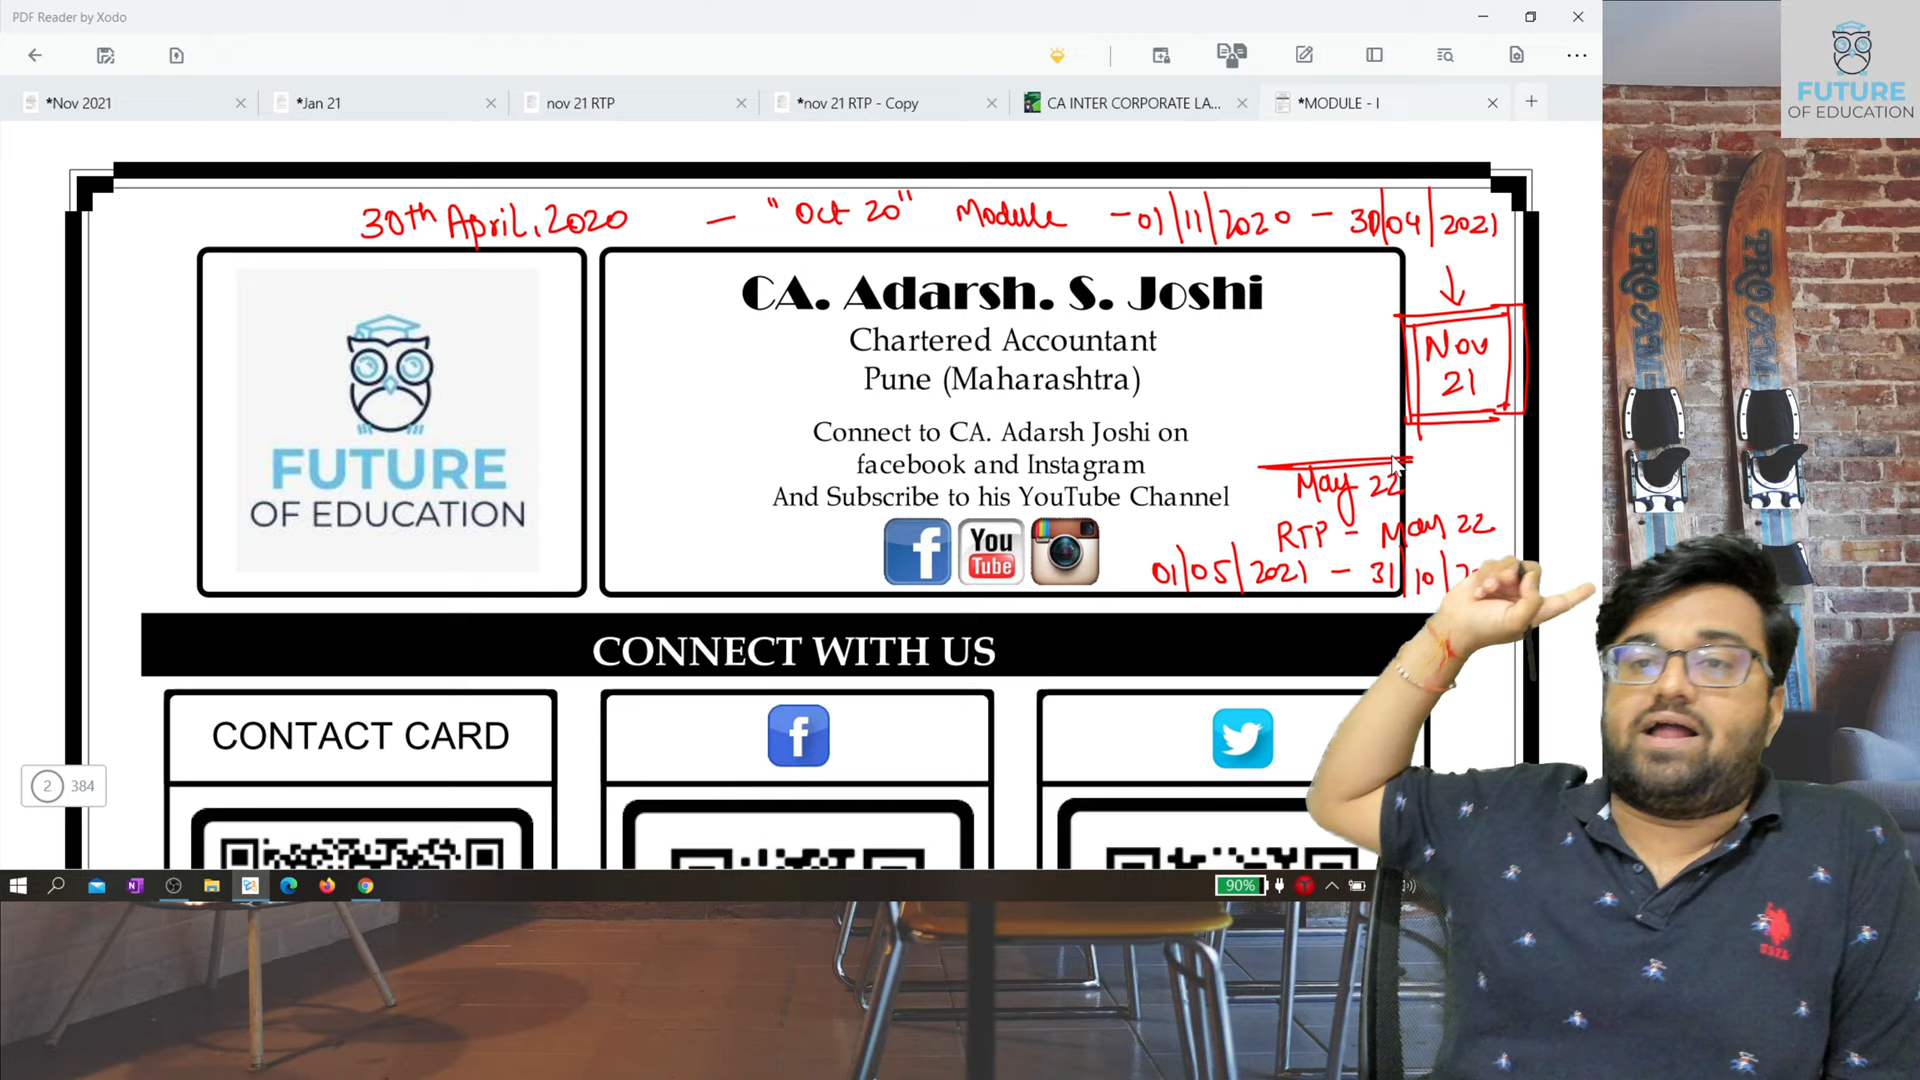 PDF Reader by Xodo
FUTURE
OF EDUCATION
*Nov 2021
*Jan 21
nov 21 RTP
*nov 21 RTP - Copy
CA INTER CORPORATE LA...
*MODULE - I
30th April, 2020 - "Oct 20" Module - 01/11/2020 - 30/04/2021
CA. Adarsh. S. Joshi
Chartered Accountant
Pune (Maharashtra)
Connect to CA. Adarsh Joshi on
facebook and Instagram
And Subscribe to his YouTube Channel
FUTURE
OF EDUCATION
Nov
21
May 22
RTP - May 22
01/05/2021 - 31/10/
You
Tube
CONNECT WITH US
CONTACT CARD
2 384
90%
PRO AM
PRO AM